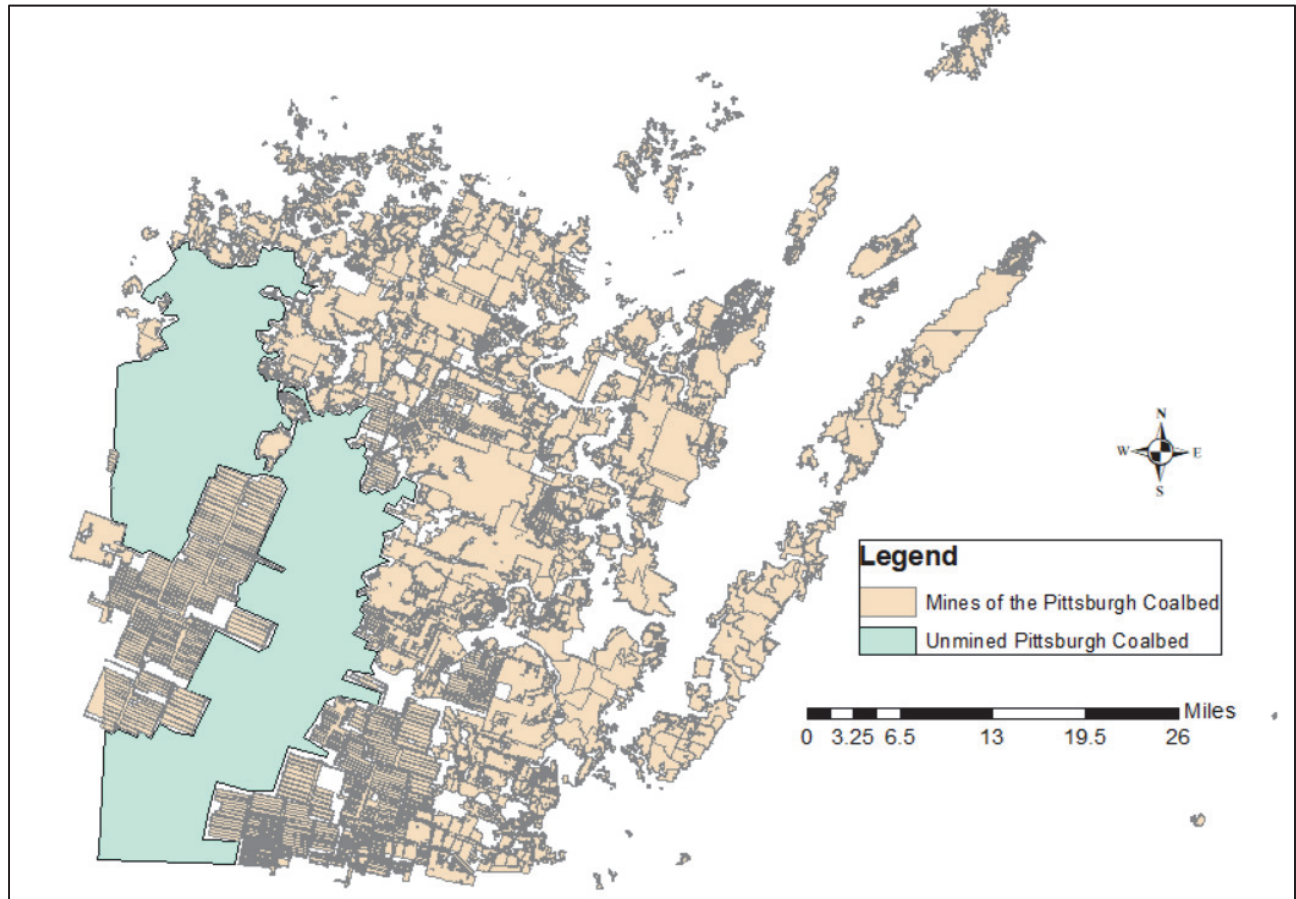 N
W E
S
Legend
Mines of the Pittsburgh Coalbed
Unmined Pittsburgh Coalbed
Miles
0 3.25 6.5 13 19.5 26